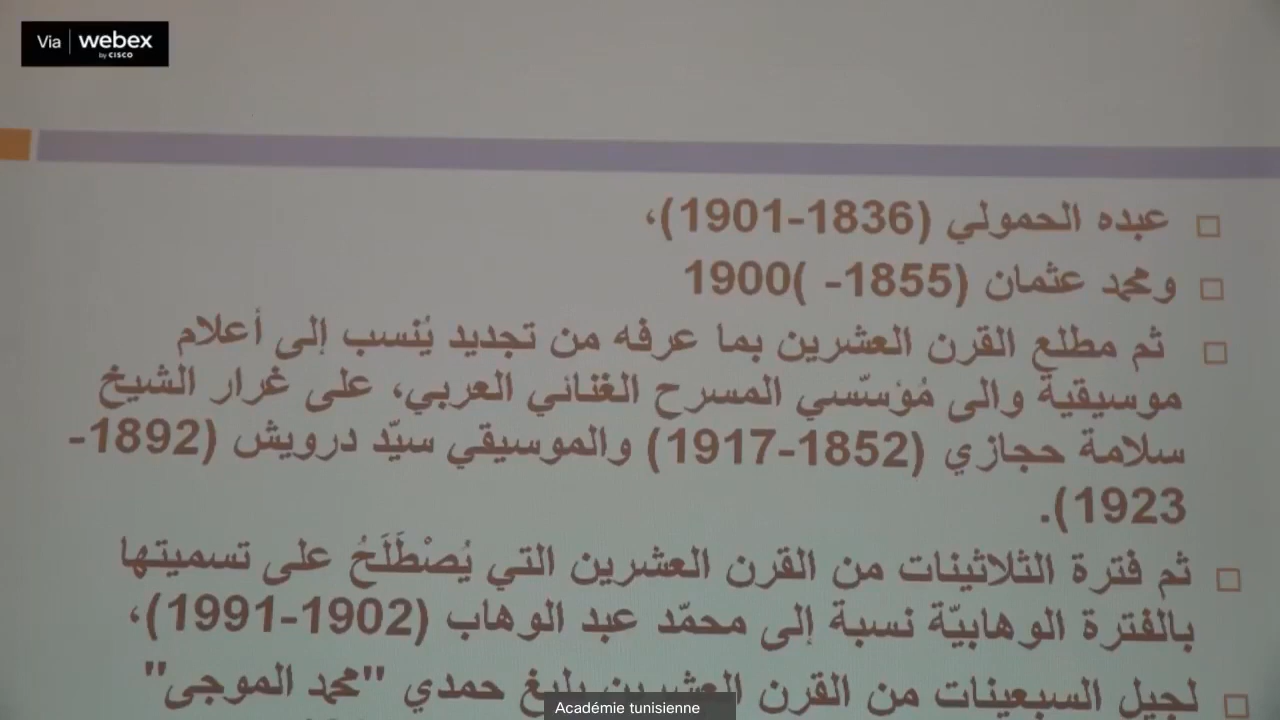 Via webex
by CISCO
عبده الحمولي (1836-1901)،
ومحمد عثمان (1855- )1900
ثم مطلع القرن العشرين بما عرفه من تجديد يُنسب إلى أعلام
موسيقية والى مُؤسّسي المسرح الغنائي العربي، على غرار الشيخ
سلامة حجازي (1852-1917) والموسيقي سيّد درويش (1892-
1923).
ثم فترة الثلاثينات من القرن العشرين التي يُصْطَلَحُ على تسميتها
بالفترة الوهابيّة نسبة إلى محمّد عبد الوهاب (1902-1991)،
لجيل السبعينات من القرن العشرين بليغ حمدي "محمد الموجى"
Académie tunisienne